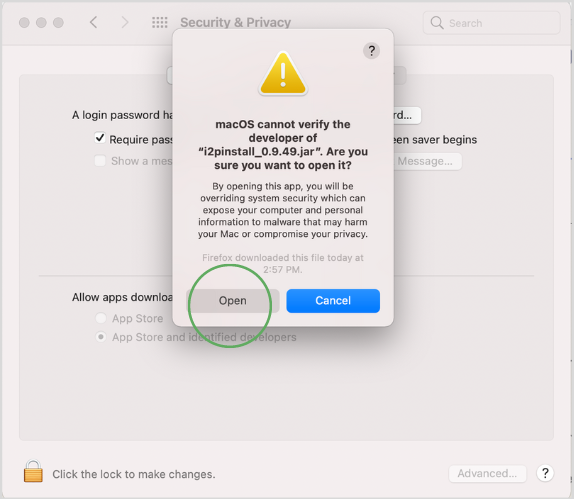 Security & Privacy
Search
?
A login password ha
rd...
Require pass
een saver begins
Show a mes
Message...
macOS cannot verify the
developer of
“i2pinstall_0.9.49.jar”. Are you
sure you want to open it?
By opening this app, you will be
overriding system security which can
expose your computer and personal
information to malware that may harm
your Mac or compromise your privacy.
Firefox downloaded this file today at
2:57 PM.
Open
Cancel
Allow apps downloa
App Store
App Store and identified developers
Click the lock to make changes.
Advanced...
?